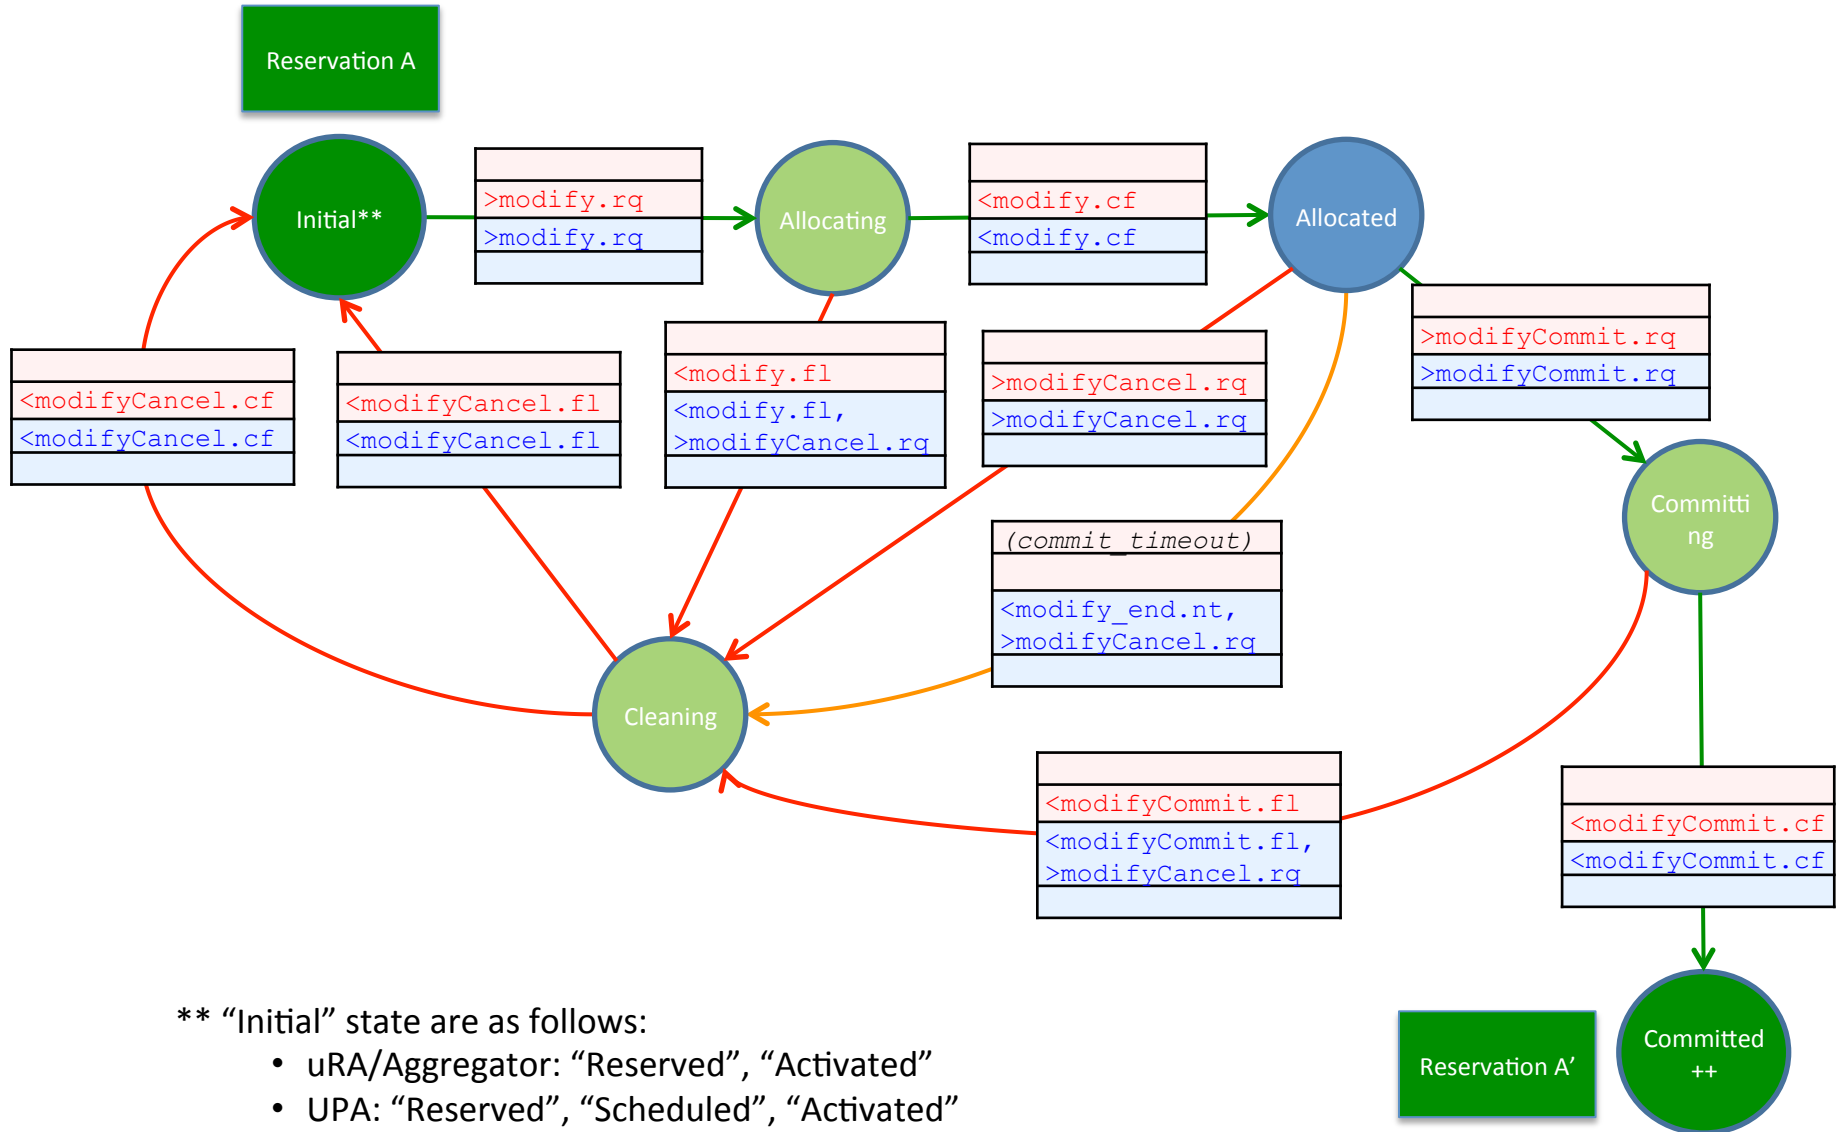 Reservation A
Initial**
>modify.rq
>modify.rq
Allocating
<modify.cf
<modify.cf
Allocated
<modifyCancel.cf
<modifyCancel.cf
<modifyCancel.fl
<modifyCancel.fl
<modify.fl
<modify.fl,
>modifyCancel.rq
>modifyCancel.rq
>modifyCancel.rq
>modifyCommit.rq
>modifyCommit.rq
Committi
ng
(commit_timeout)
<modify_end.nt,
>modifyCancel.rq
Cleaning
<modifyCommit.fl
<modifyCommit.fl,
>modifyCancel.rq
<modifyCommit.cf
<modifyCommit.cf
** “Initial” state are as follows:
• uRA/Aggregator: “Reserved”, “Activated”
• UPA: “Reserved”, “Scheduled”, “Activated”
Reservation A’
Committed
++